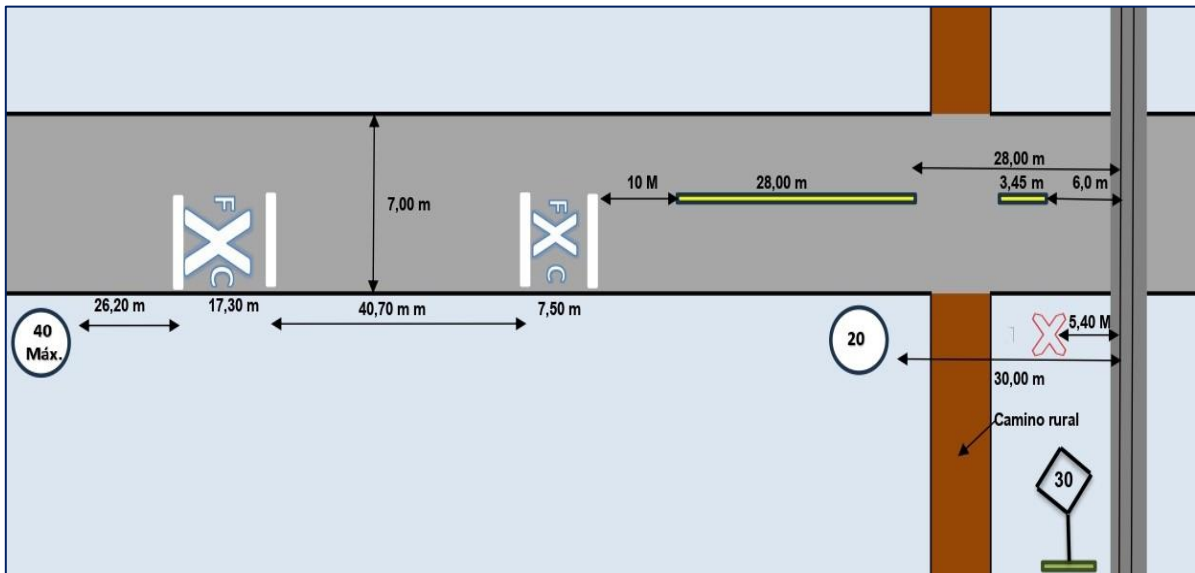 28,00 m
10 M
28,00 m
3,45 m
6,0 m
7,00 m
F
X
C
F
X
C
26,20 m
17,30 m
40,70 m m
7,50 m
40
Máx.
20
5,40 M
30,00 m
Camino rural
30